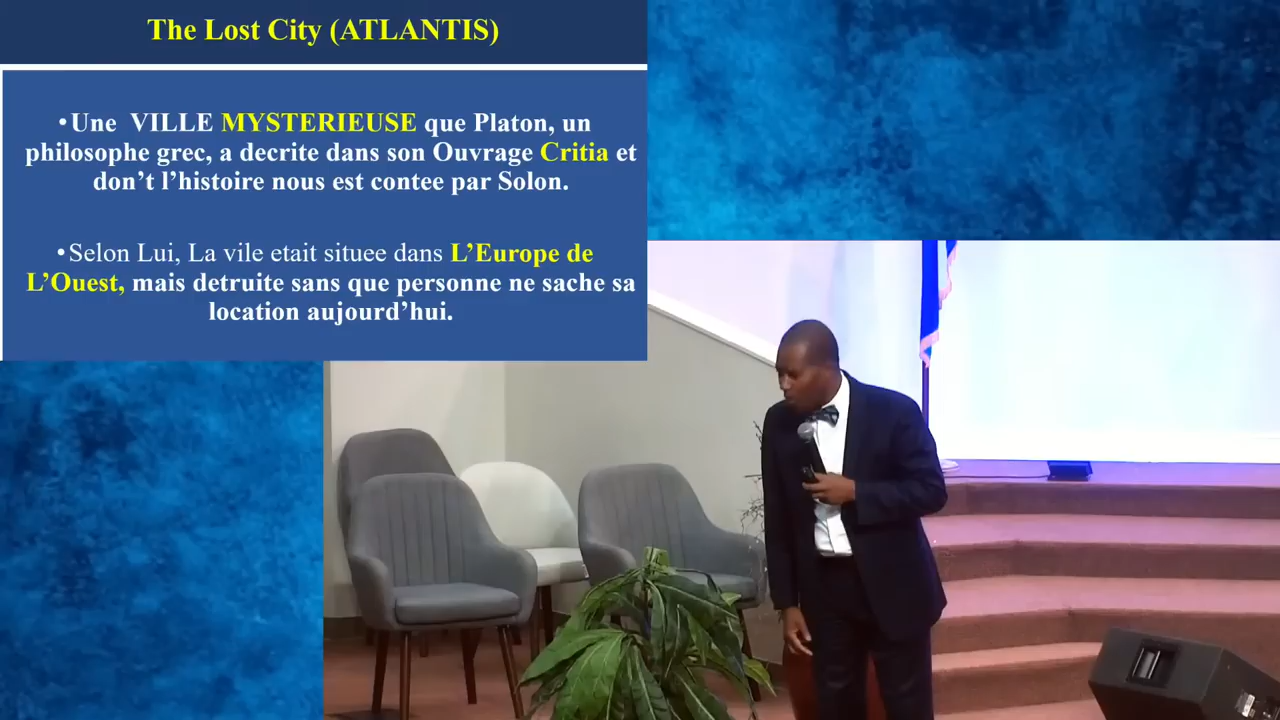 The Lost City (ATLANTIS)
•Une VILLE MYSTERIEUSE que Platon, un
philosophe grec, a decrite dans son Ouvrage Critia et
don’t l’histoire nous est contee par Solon.
•Selon Lui, La vile etait situee dans L’Europe de
L’Ouest, mais detruite sans que personne ne sache sa
location aujourd’hui.